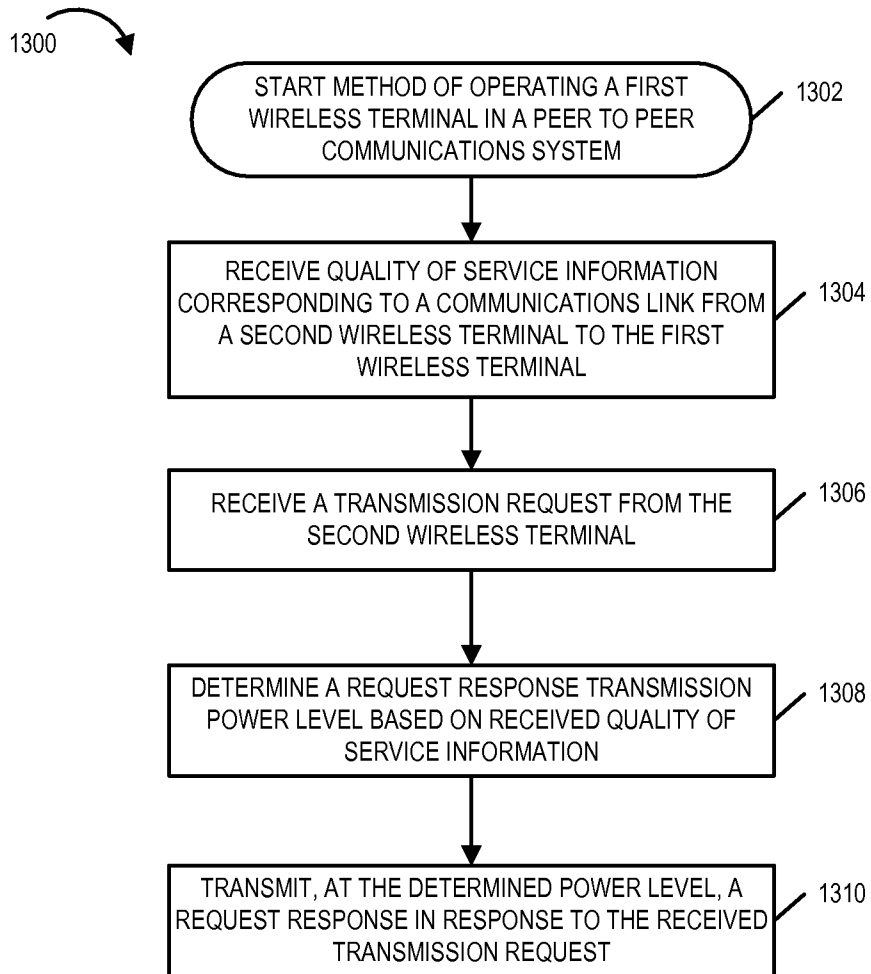 1300
START METHOD OF OPERATING A FIRST
WIRELESS TERMINAL IN A PEER TO PEER
COMMUNICATIONS SYSTEM
1302
RECEIVE QUALITY OF SERVICE INFORMATION
CORRESPONDING TO A COMMUNICATIONS LINK FROM
A SECOND WIRELESS TERMINAL TO THE FIRST
WIRELESS TERMINAL
1304
RECEIVE A TRANSMISSION REQUEST FROM THE
SECOND WIRELESS TERMINAL
1306
DETERMINE A REQUEST RESPONSE TRANSMISSION
POWER LEVEL BASED ON RECEIVED QUALITY OF
SERVICE INFORMATION
1308
TRANSMIT, AT THE DETERMINED POWER LEVEL, A
REQUEST RESPONSE IN RESPONSE TO THE RECEIVED
TRANSMISSION REQUEST
1310